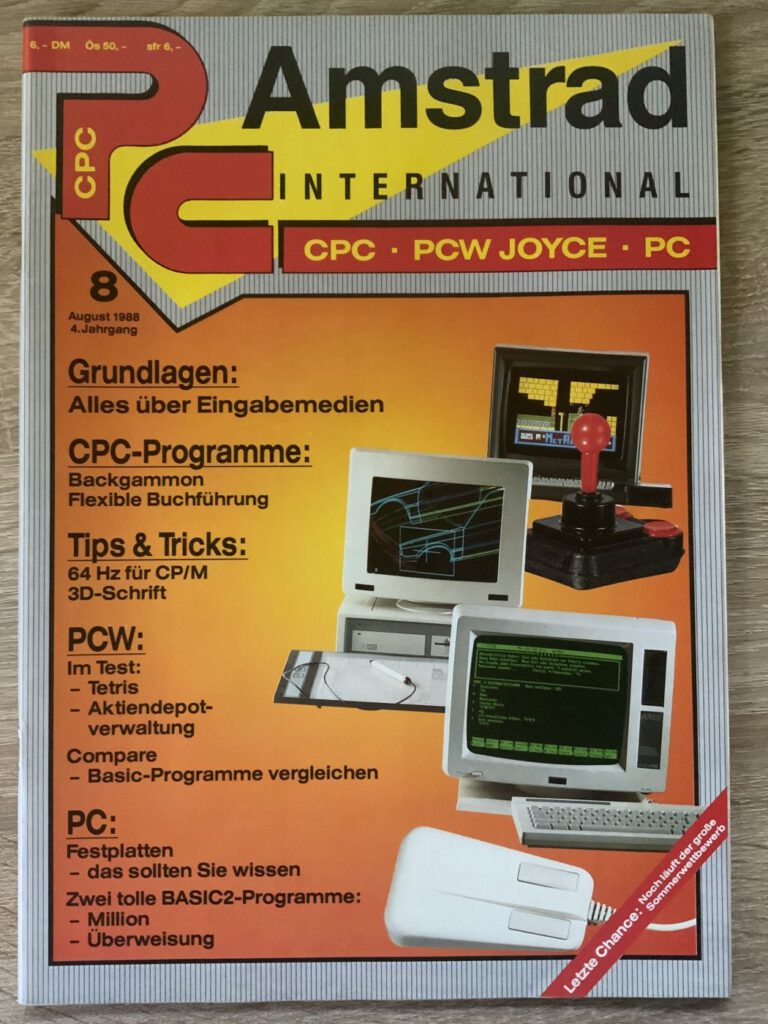 6,- DM Ös 50,- sfr 6,-
PC
CPC
Amstrad
INTERNATIONAL
CPC · PCW JOYCE · PC
8
August 1988
4. Jahrgang
Grundlagen:
Alles über Eingabemedien
CPC-Programme:
Backgammon
Flexible Buchführung
Tips & Tricks:
64 Hz für CP/M
3D-Schrift
PCW:
Im Test:
- Tetris
- Aktiendepot-
verwaltung
Compare
- Basic-Programme vergleichen
PC:
Festplatten
- das sollten Sie wissen
Zwei tolle BASIC2-Programme:
- Million
- Überweisung
Letzte Chance: Noch läuft der große
Sommerwettbewerb